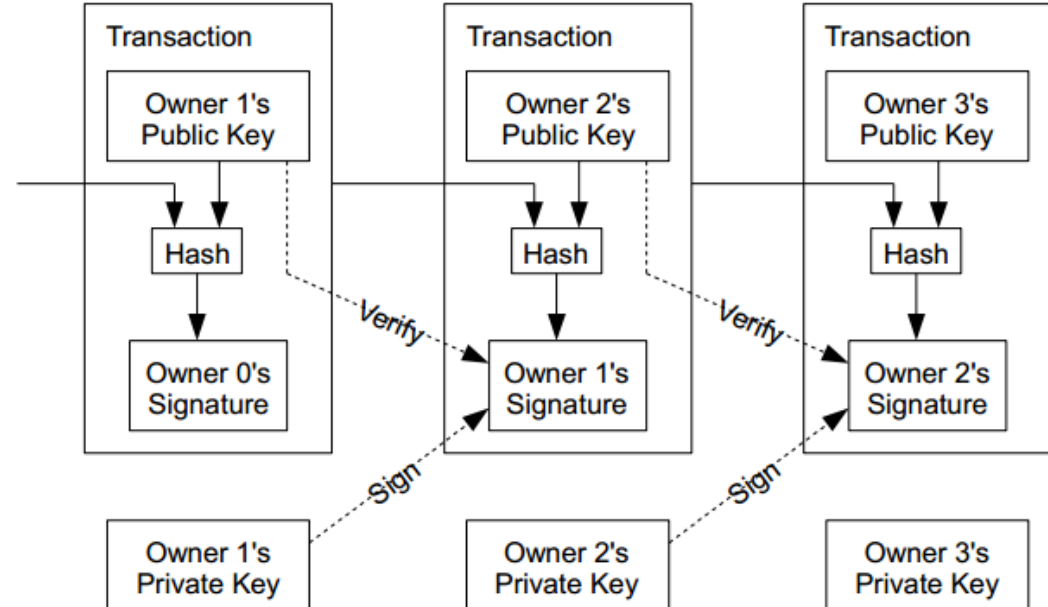 Transaction
Owner 1's
Public Key
Hash
Owner 0's
Signature
Transaction
Owner 2's
Public Key
Hash
Verify
Owner 1's
Signature
Transaction
Owner 3's
Public Key
Hash
Verify
Owner 2's
Signature
Sign
Sign
Owner 1's
Private Key
Owner 2's
Private Key
Owner 3's
Private Key